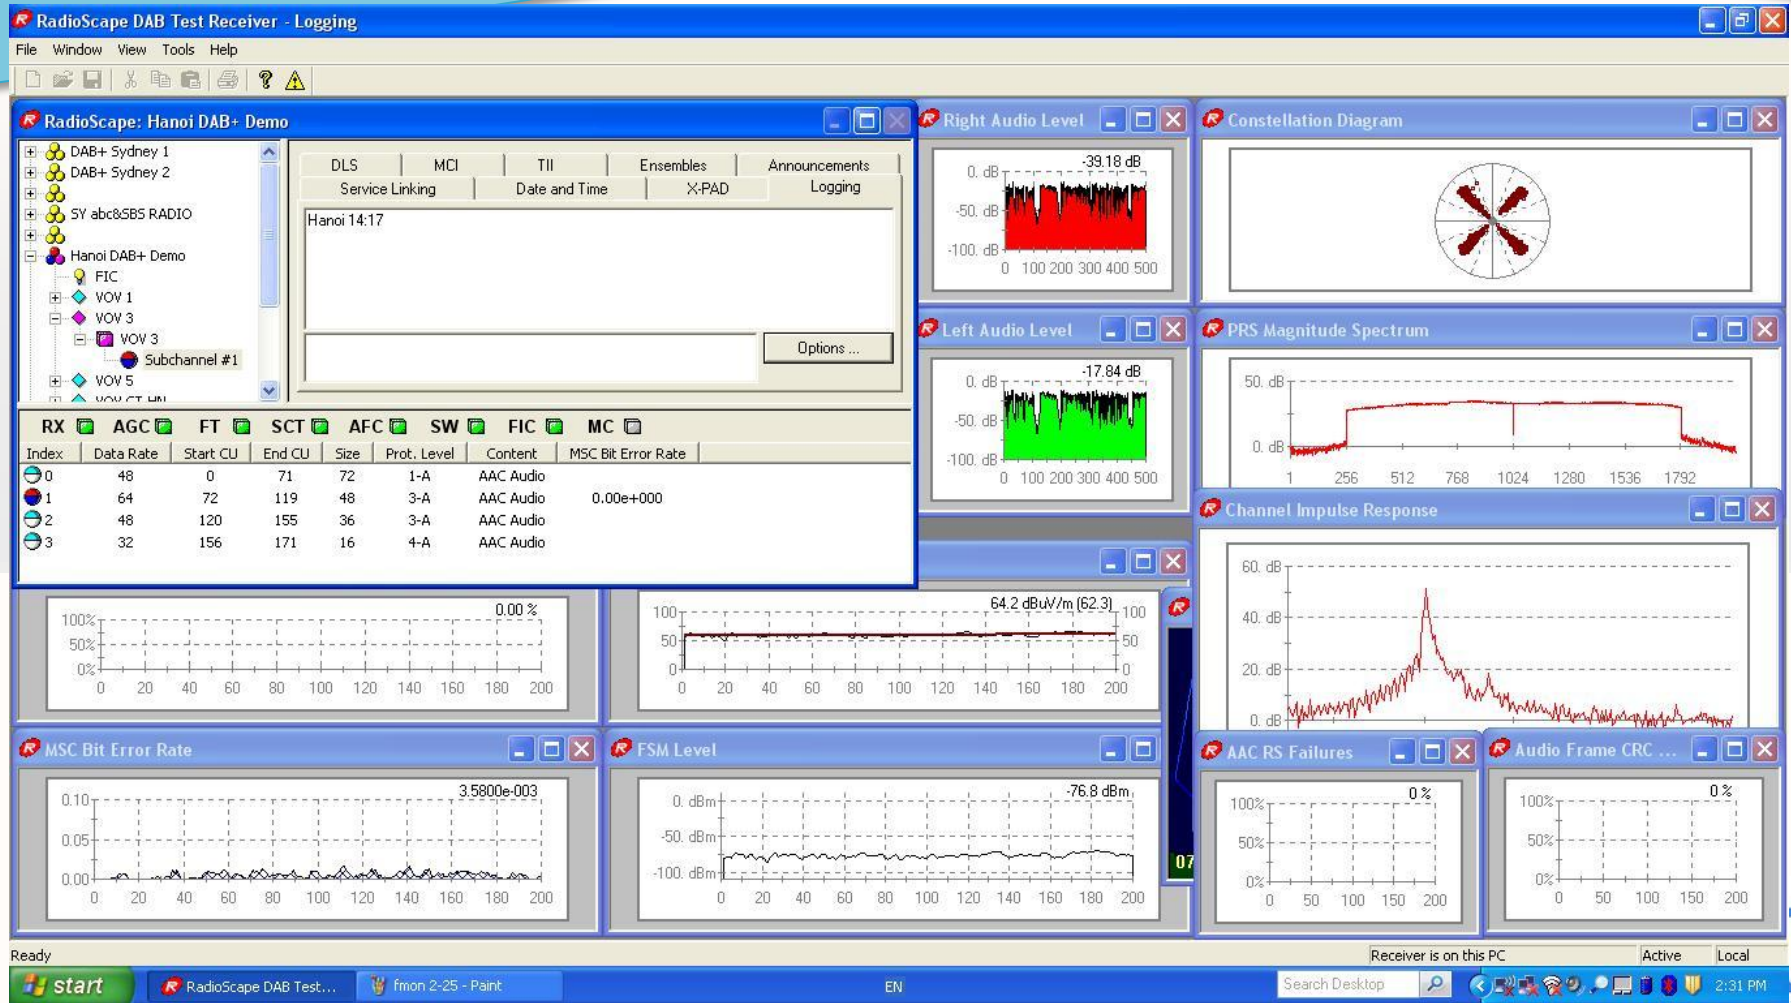 RadioScape DAB Test Receiver - Logging
File Window View Tools Help
RadioScape: Hanoi DAB+ Demo
DAB+ Sydney 1
DAB+ Sydney 2
SY abc&SBS RADIO
Hanoi DAB+ Demo
FIC
VOV 1
VOV 3
VOV 3
Subchannel #1
VOV 5
DLS MCI TII Ensembles Announcements
Service Linking Date and Time X-PAD Logging
Hanoi 14:17
Options ...
RX AGC FT SCT AFC SW FIC MC
Index Data Rate Start CU End CU Size Prot. Level Content MSC Bit Error Rate
0 48 0 71 72 1-A AAC Audio
1 64 72 119 48 3-A AAC Audio 0.00e+000
2 48 120 155 36 3-A AAC Audio
3 32 156 171 16 4-A AAC Audio
Right Audio Level
-39.18 dB
0. dB
-50. dB
-100. dB
0 100 200 300 400 500
Constellation Diagram
Left Audio Level
-17.84 dB
0. dB
-50. dB
-100. dB
0 100 200 300 400 500
PRS Magnitude Spectrum
50. dB
0. dB
1 256 512 768 1024 1280 1536 1792
Channel Impulse Response
60. dB
40. dB
20. dB
0. dB
0.00 %
100%
50%
0%
0 20 40 60 80 100 120 140 160 180 200
64.2 dBuV/m (62.3)
100 100
50 50
0 0
0 20 40 60 80 100 120 140 160 180 200
MSC Bit Error Rate
3.5800e-003
0.10
0.05
0.00
0 20 40 60 80 100 120 140 160 180 200
FSM Level
-76.8 dBm
0. dBm
-50. dBm
-100. dBm
0 20 40 60 80 100 120 140 160 180 200
07
AAC RS Failures
0 %
100%
50%
0%
0 50 100 150 200
Audio Frame CRC ...
0 %
100%
50%
0%
0 50 100 150 200
Ready Receiver is on this PC Active Local
start RadioScape DAB Test... fmon 2-25 - Paint EN Search Desktop 2:31 PM